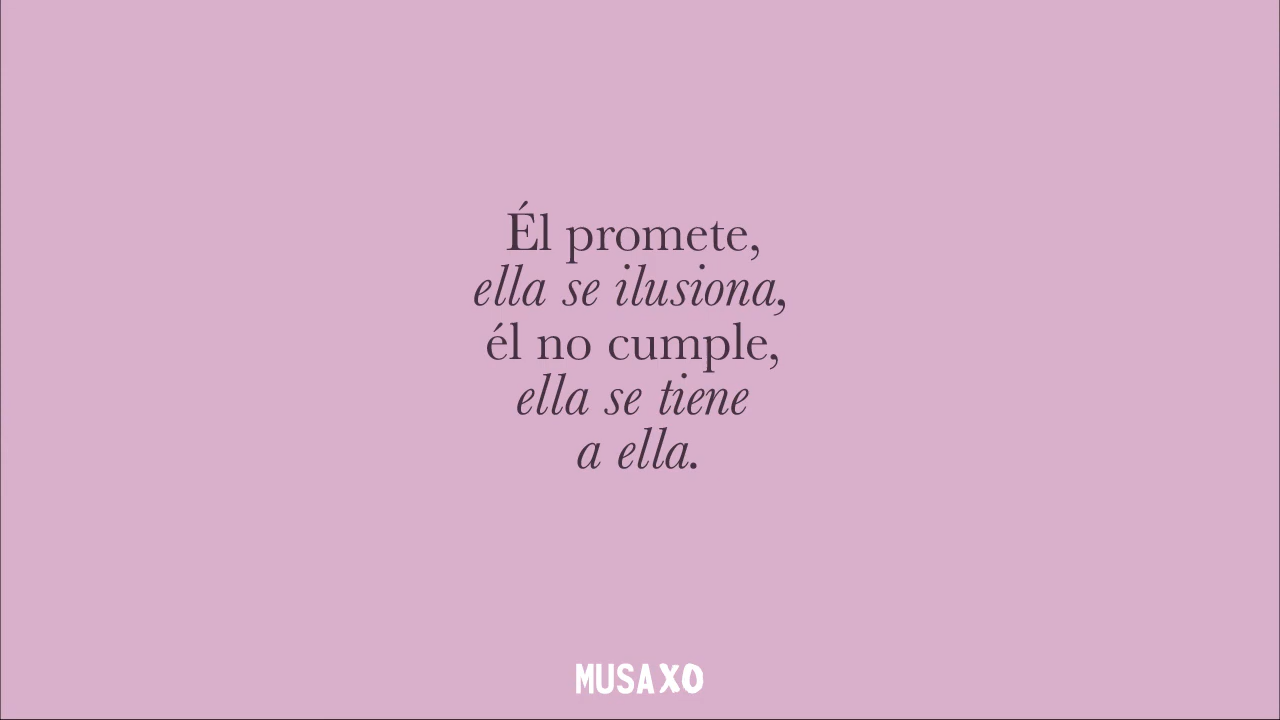 Él promete,
ella se ilusiona,
él no cumple,
ella se tiene
a ella.
MUSAXO